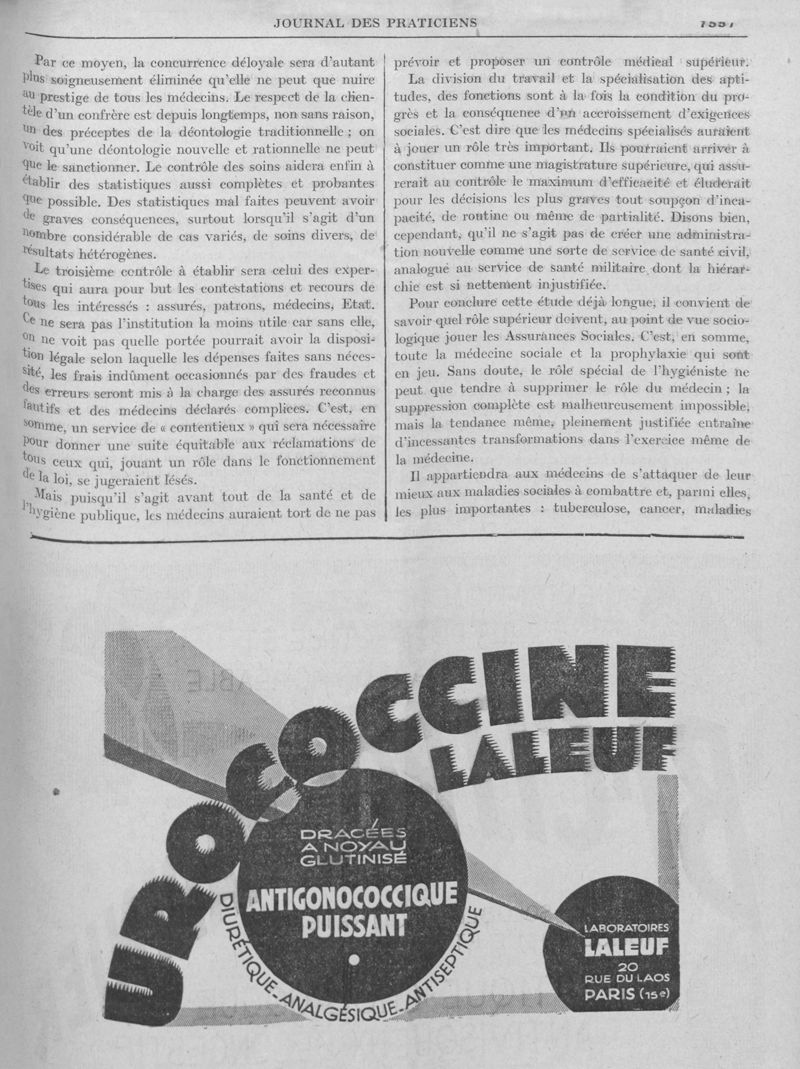 JOURNAL DES PRATICIENS
Par ce moyen, la concurrence déloyale sera d'autant
plus soigneusement éliminée qu'elle ne peut que nuire
au prestige de tous les médecins. Le respect de la clien-
tèle d'un confrère est depuis longtemps, non sans raison,
un des préceptes de la déontologie traditionnelle ; on
voit qu'une déontologie nouvelle et rationnelle ne peut
que le sanctionner. Le contrôle des soins aidera enfin à
établir des statistiques aussi complètes et probantes
que possible. Des statistiques mal faites peuvent avoir
de graves conséquences, surtout lorsqu'il s'agit d'un
nombre considérable de cas variés, de soins divers, de
résultats hétérogènes.
Le troisième contrôle à établir sera celui des exper-
tises qui aura pour but les contestations et recours de
tous les intéressés : assurés, patrons, médecins, Etat.
Ce ne sera pas l'institution la moins utile car sans elle,
on ne voit pas quelle portée pourrait avoir la disposi-
tion légale selon laquelle les dépenses faites sans néces-
sité, les frais indûment occasionnés par des fraudes et
des erreurs seront mis à la charge des assurés reconnus
fautifs et des médecins déclarés complices. C'est, en
somme, un service de « contentieux » qui sera nécessaire
pour donner une suite équitable aux réclamations de
tous ceux qui, jouant un rôle dans le fonctionnement
de la loi, se jugeraient lésés.
Mais puisqu'il s'agit avant tout de la santé et de
l'hygiène publique, les médecins auraient tort de ne pas
prévoir et proposer un contrôle médical supérieur.
La division du travail et la spécialisation des apti-
tudes, des fonctions sont à la fois la condition du pro-
grès et la conséquence d'un accroissement d'exigences
sociales. C'est dire que les médecins spécialisés auraient
à jouer un rôle très important. Ils pourraient arriver à
constituer comme une magistrature supérieure, qui assu-
rerait au contrôle le maximum d'efficacité et éluderait
pour les décisions les plus graves tout soupçon d'inca-
pacité, de routine ou même de partialité. Disons bien,
cependant, qu'il ne s'agit pas de créer une administra-
tion nouvelle comme une sorte de service de santé civil,
analogue au service de santé militaire dont la hiérar-
chie est si nettement injustifiée.
Pour conclure cette étude déjà longue, il convient de
savoir quel rôle supérieur doivent, au point de vue socio-
logique jouer les Assurances Sociales. C'est, en somme,
toute la médecine sociale et la prophylaxie qui sont
en jeu. Sans doute, le rôle spécial de l'hygiéniste ne
peut que tendre à supprimer le rôle du médecin ; la
suppression complète est malheureusement impossible,
mais la tendance même, pleinement justifiée entraîne
d'incessantes transformations dans l'exercice même de
la médecine.
Il appartiendra aux médecins de s'attaquer de leur
mieux aux maladies sociales à combattre et, parmi elles,
les plus importantes : tuberculose, cancer, maladies
UROCOCCINE
LALEUF
DRAGÉES
A NOYAU
GLUTINISÉ
ANTIGONOCOCCIQUE
PUISSANT
DIURÉTIQUE-ANALGÉSIQUE-ANTISEPTIQUE
LABORATOIRES
LALEUF
20
RUE DU LAOS
PARIS (15e)